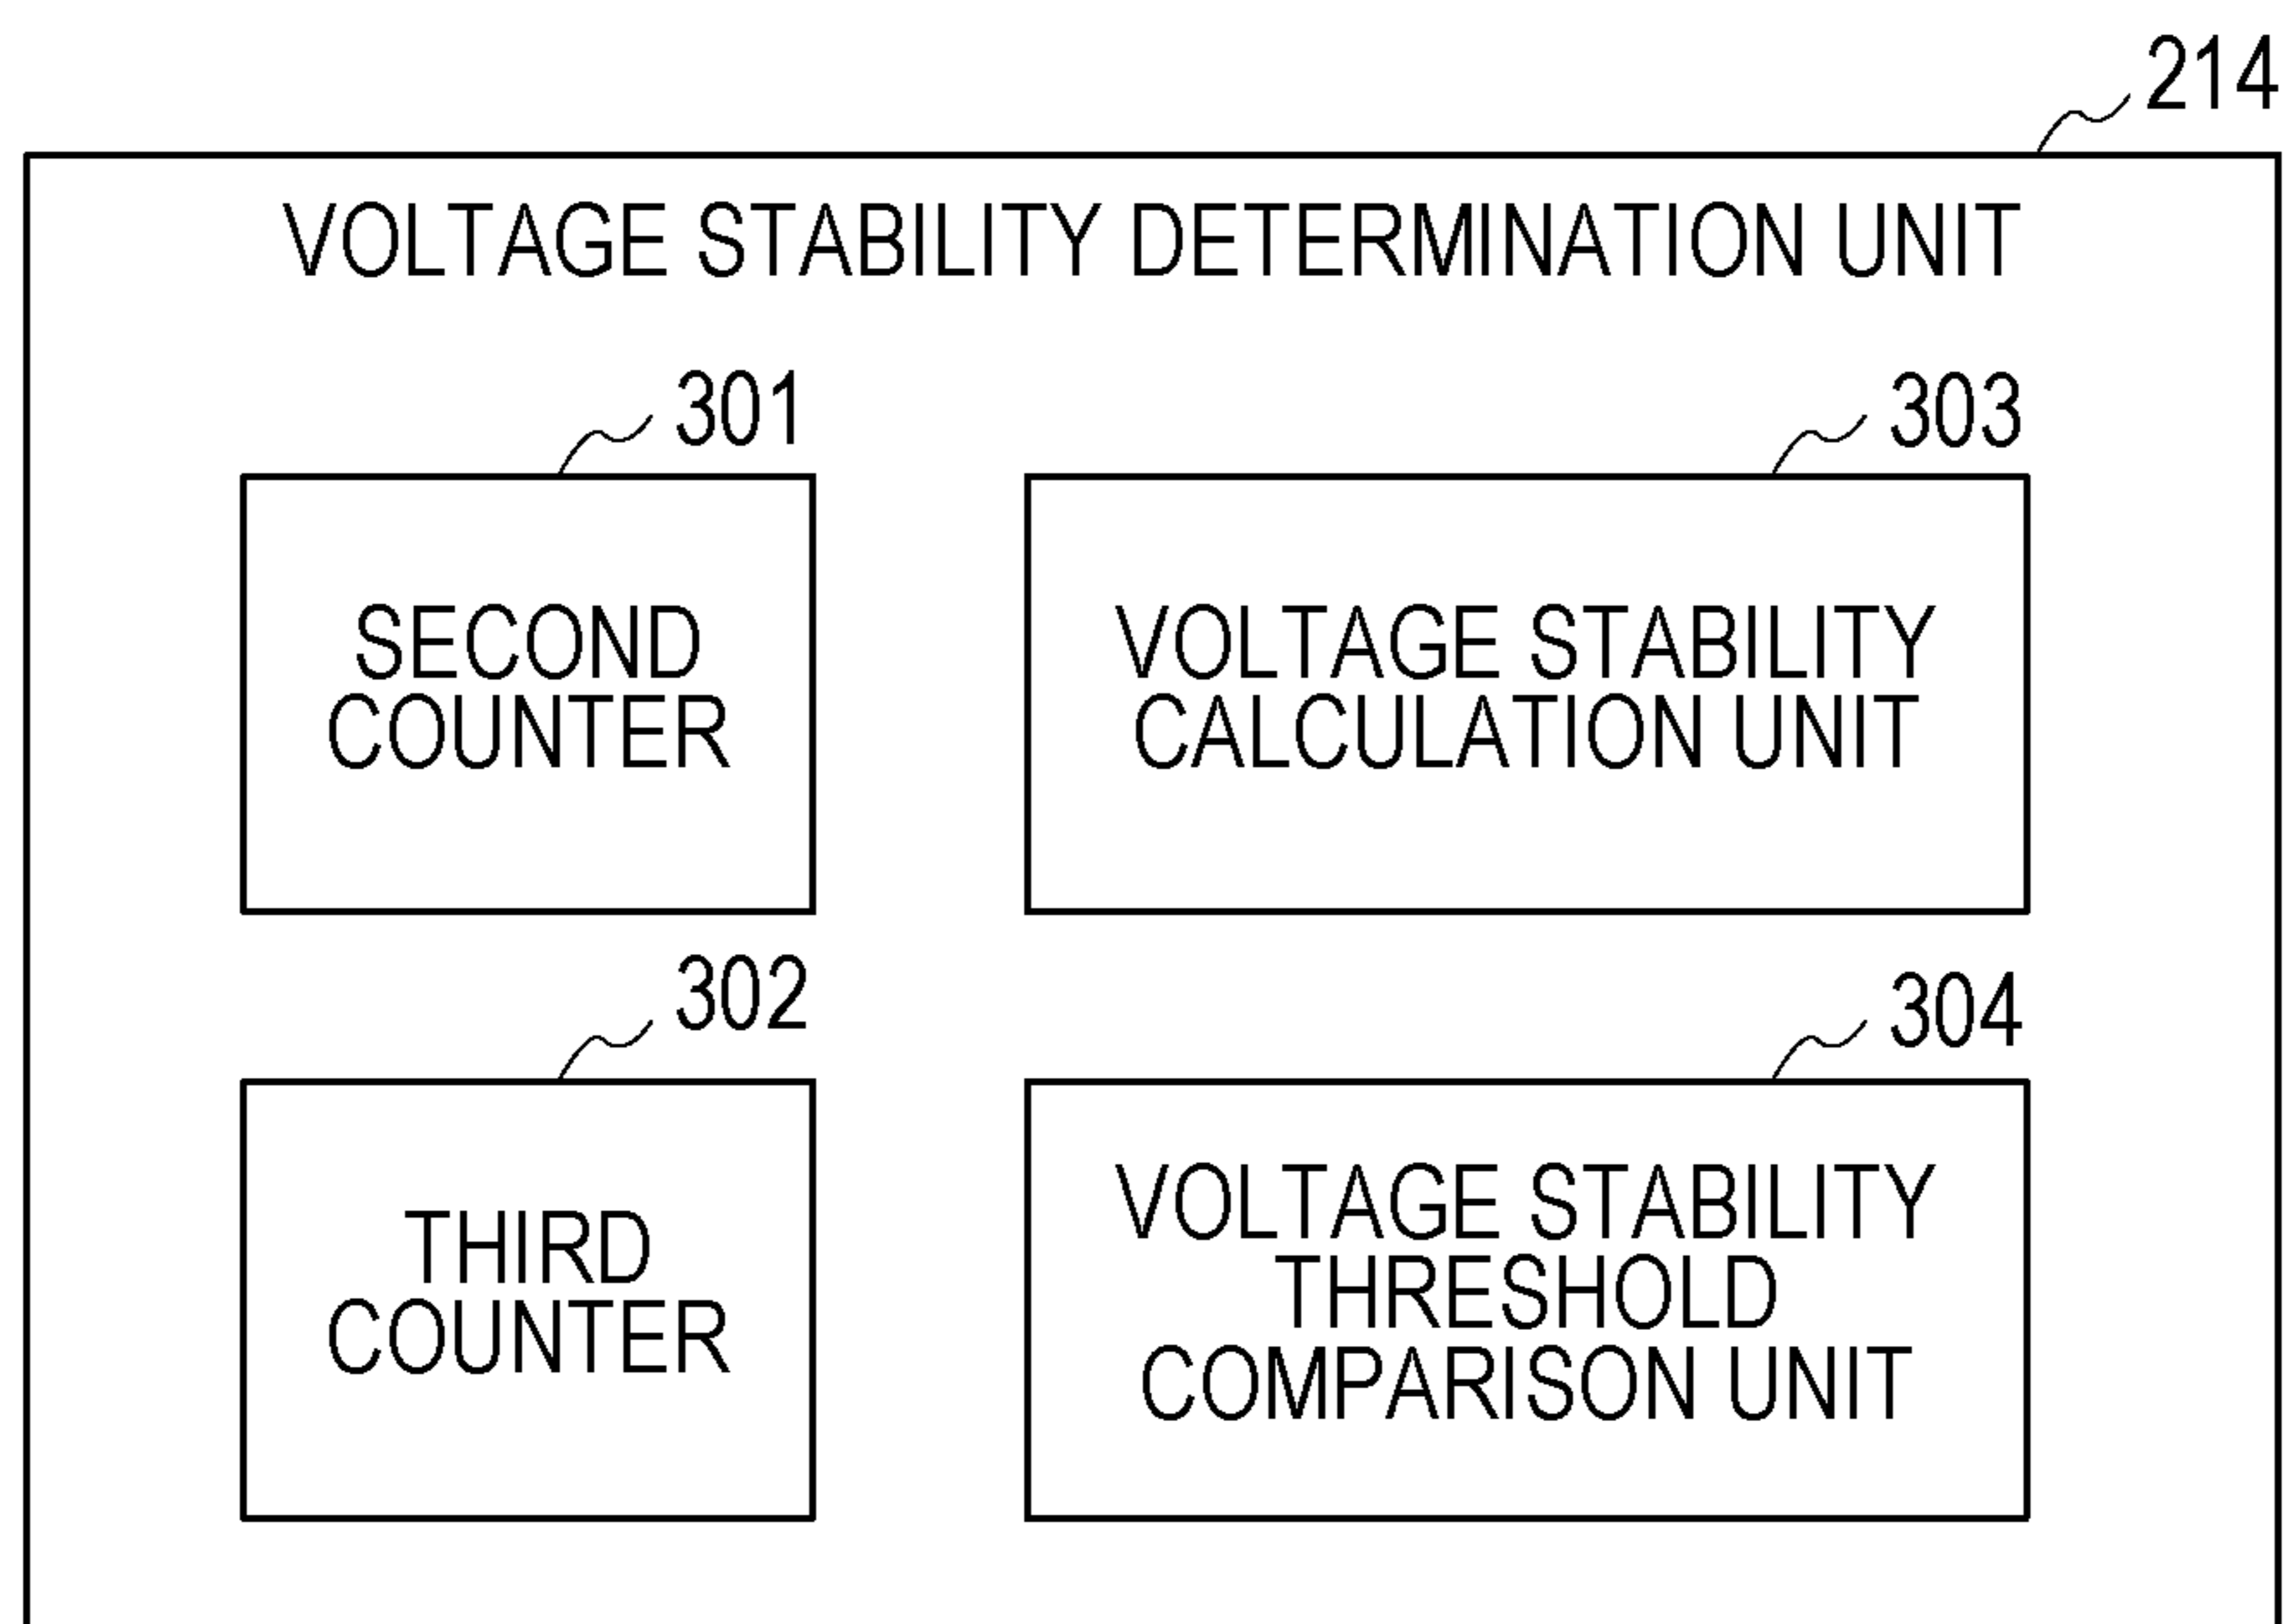 214
VOLTAGE STABILITY DETERMINATION UNIT
301
303
SECOND
COUNTER
VOLTAGE STABILITY
CALCULATION UNIT
302
304
THIRD
COUNTER
VOLTAGE STABILITY
THRESHOLD
COMPARISON UNIT